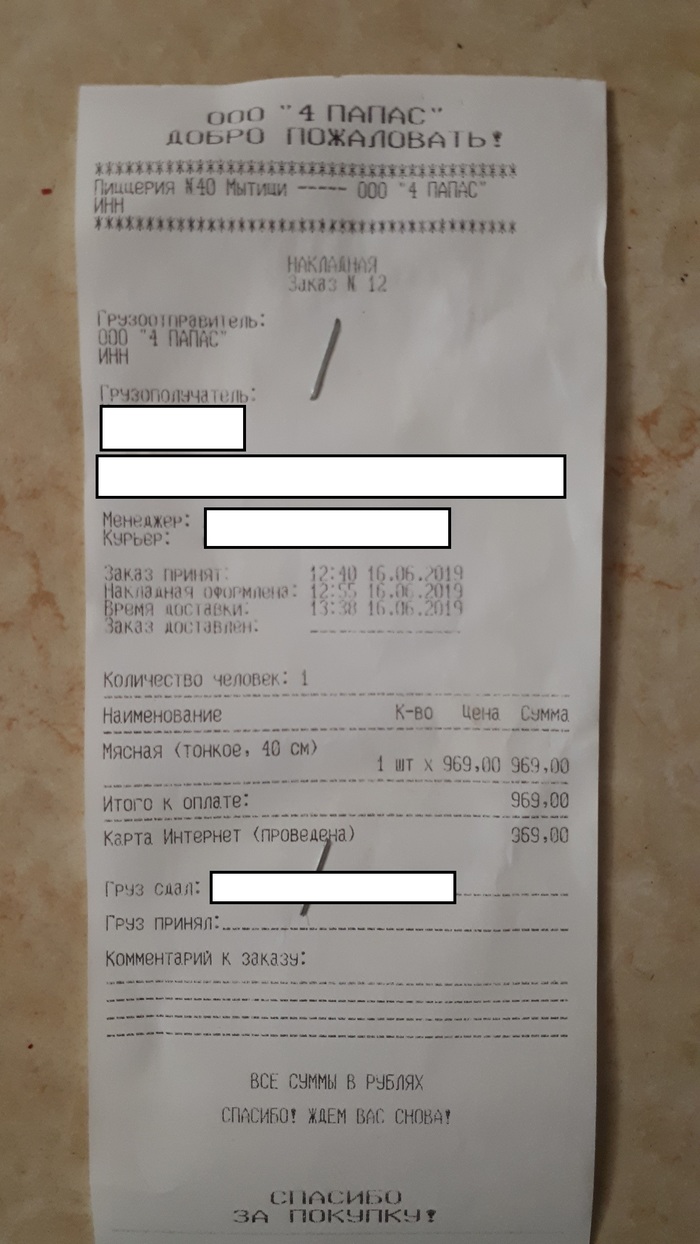 ООО "4 ПАПАС"
ДОБРО ПОЖАЛОВАТЬ!
**************************************************
Пиццерия №40 Мытищи ----- ООО "4 ПАПАС"
ИНН
**************************************************
НАКЛАДНАЯ
Заказ № 12
Грузоотправитель:
ООО "4 ПАПАС"
ИНН
Грузополучатель:
Менеджер:
Курьер:
Заказ принят: 12:40 16.06.2019
Накладная оформлена: 12:55 16.06.2019
Время доставки: 13:38 16.06.2019
Заказ доставлен:
Количество человек: 1
Наименование К-во Цена Сумма
Мясная (тонкое, 40 см)
1 шт х 969,00 969,00
Итого к оплате: 969,00
Карта Интернет (проведена) 969,00
Груз сдал:
Груз принял:
Комментарий к заказу:
ВСЕ СУММЫ В РУБЛЯХ
СПАСИБО! ЖДЕМ ВАС СНОВА!
СПАСИБО
ЗА ПОКУПКУ!